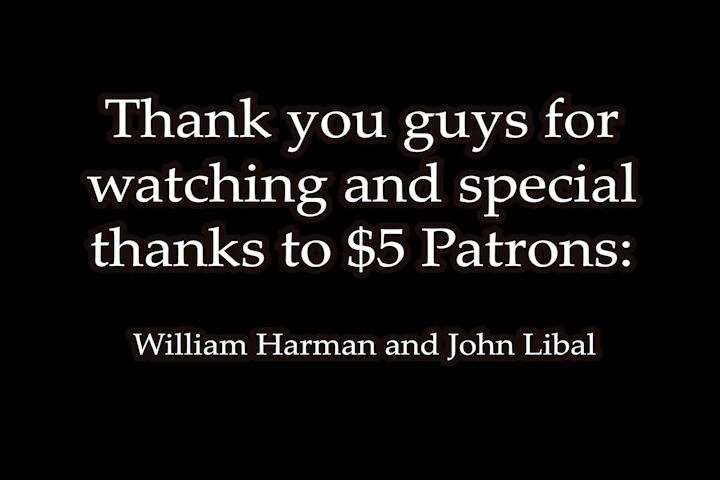 Thank you guys for
watching and special
thanks to $5 Patrons:
William Harman and John Libal